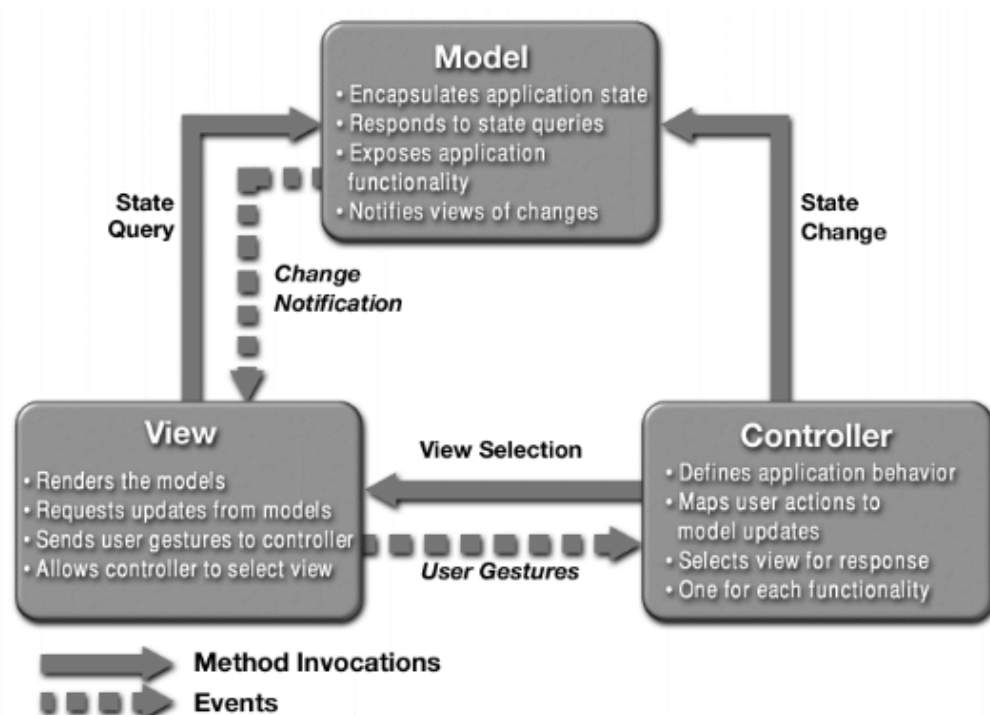 Model
• Encapsulates application state
• Responds to state queries
• Exposes application
functionality
• Notifies views of changes
State
Query
State
Change
Change
Notification
View
• Renders the models
• Requests updates from models
• Sends user gestures to controller
• Allows controller to select view
View Selection
User Gestures
Controller
• Defines application behavior
• Maps user actions to
model updates
• Selects view for response
• One for each functionality
Method Invocations
Events